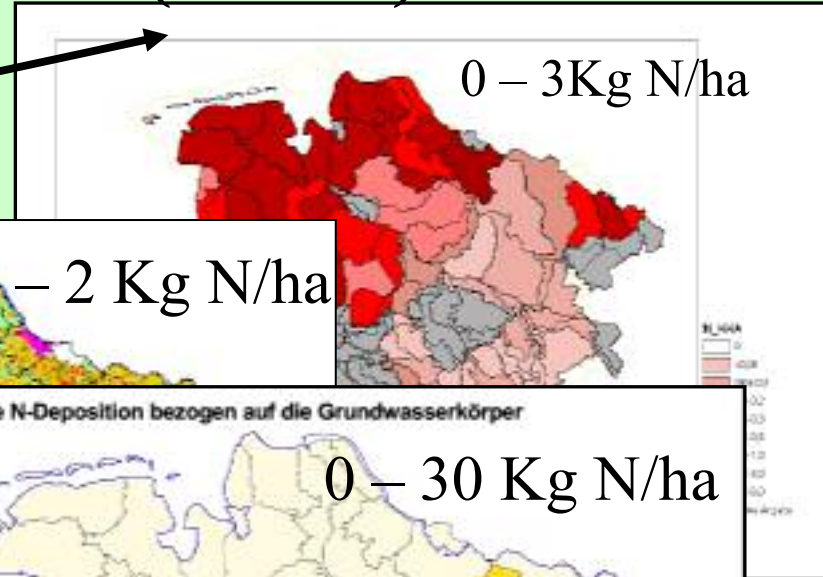 0 – 3Kg N/ha
– 2 Kg N/ha
N-Deposition bezogen auf die Grundwasserkörper
0 – 30 Kg N/ha